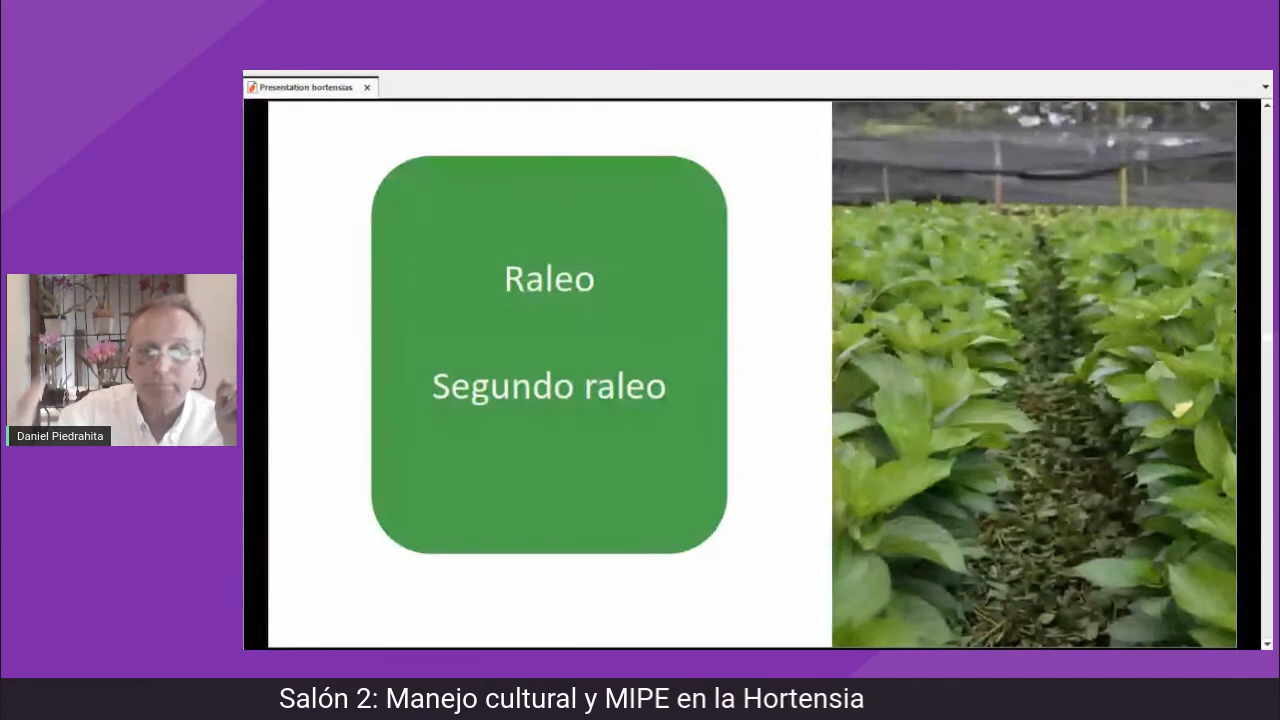 Presentation hortensias
Raleo
Segundo raleo
Daniel Piedrahita
Salón 2: Manejo cultural y MIPE en la Hortensia